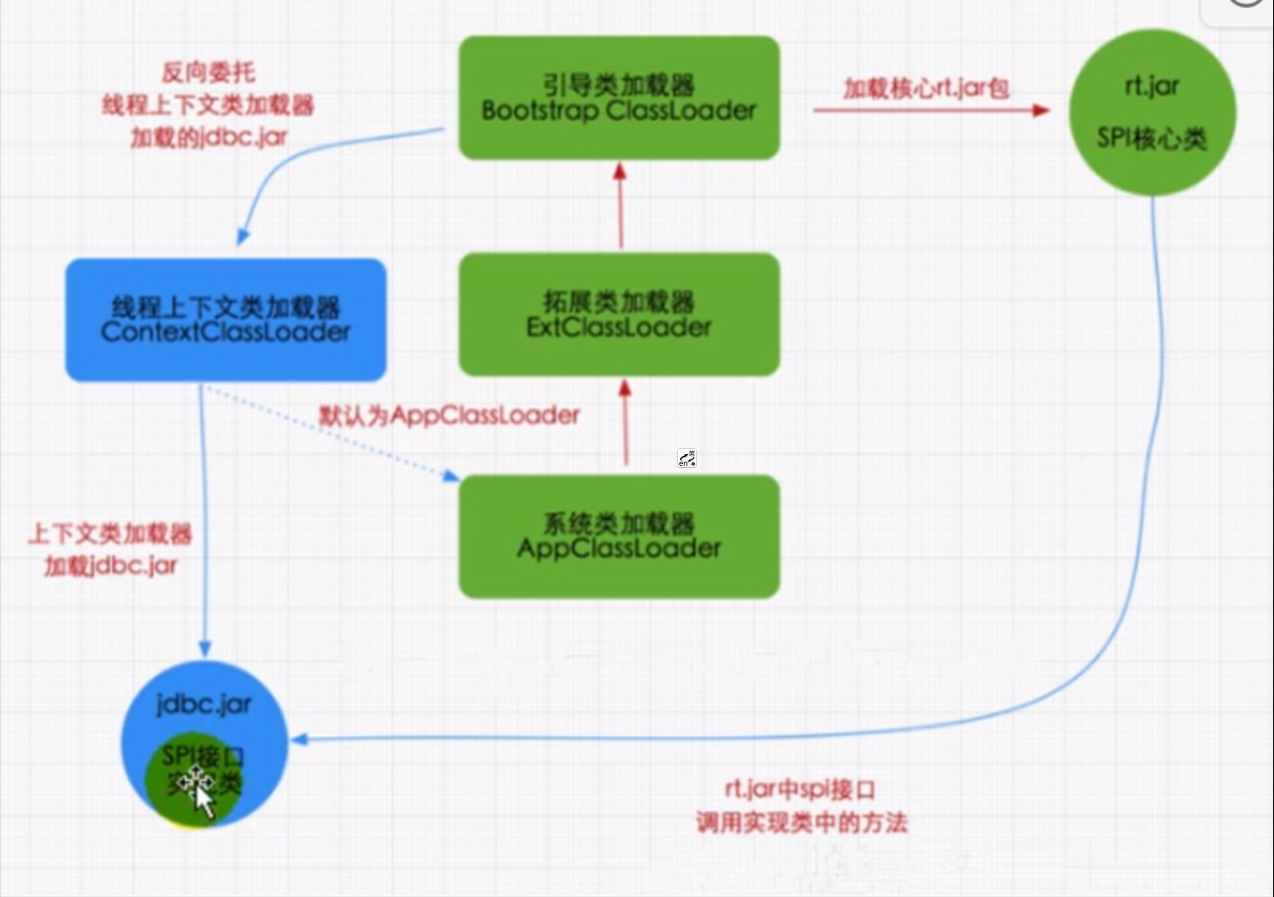 反向委托
线程上下文类加载器
加载的jdbc.jar
引导类加载器
Bootstrap ClassLoader
加载核心rt.jar包
rt.jar
SPI核心类
线程上下文类加载器
ContextClassLoader
拓展类加载器
ExtClassLoader
默认为AppClassLoader
系统类加载器
AppClassLoader
上下文类加载器
加载jdbc.jar
jdbc.jar
SPI接口
实现类
rt.jar中spi接口
调用实现类中的方法